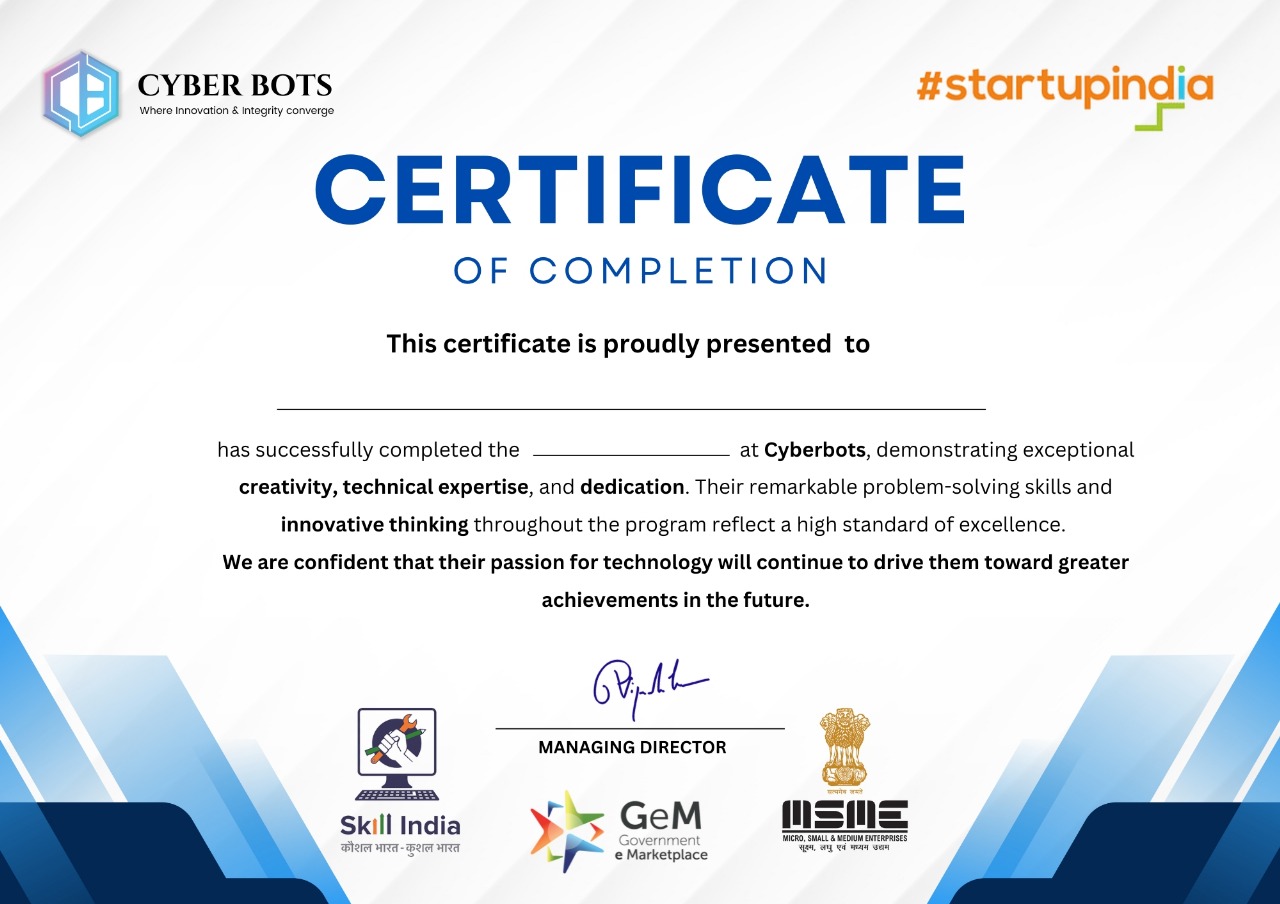 CYBER BOTS
Where Innovation & Integrity converge
#startupindia
CERTIFICATE
OF COMPLETION
This certificate is proudly presented to
has successfully completed the at Cyberbots, demonstrating exceptional
creativity, technical expertise, and dedication. Their remarkable problem-solving skills and
innovative thinking throughout the program reflect a high standard of excellence.
We are confident that their passion for technology will continue to drive them toward greater
achievements in the future.
MANAGING DIRECTOR
Skill India
कौशल भारत - कुशल भारत
GeM
Government
e Marketplace
सत्यमेव जयते
MSME
MICRO, SMALL & MEDIUM ENTERPRISES
सूक्ष्म, लघु एवं मध्यम उद्यम